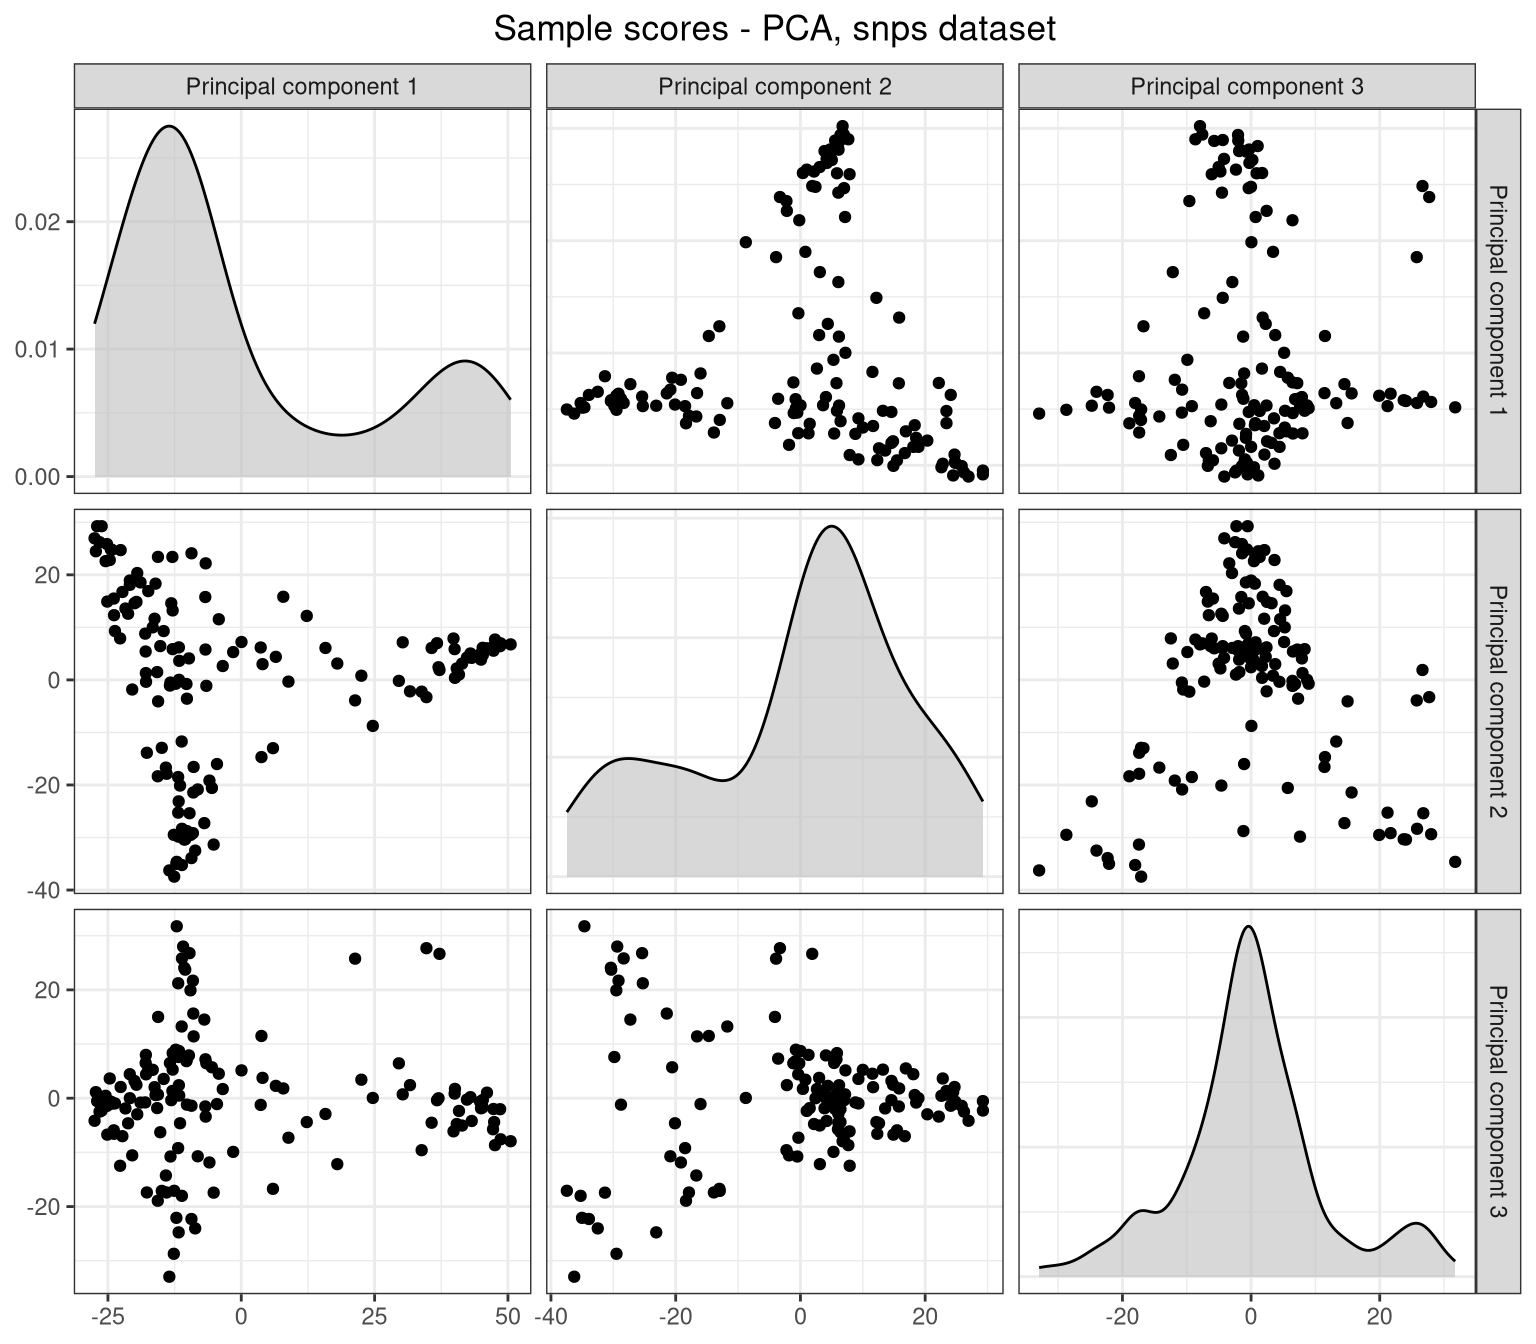 Sample scores - PCA, snps dataset
Principal component 1
Principal component 2
Principal component 3
0.02
0.01
0.00
Principal component 1
20
0
-20
-40
Principal component 2
20
0
-20
Principal component 3
-25 0 25 50
-40 -20 0 20
-20 0 20